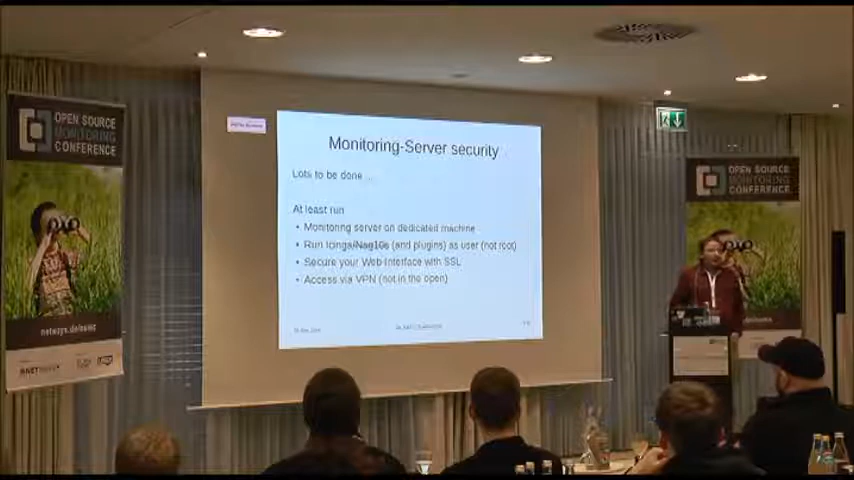 OPEN SOURCE
MONITORING
CONFERENCE
netways.de/osmc
Monitoring-Server security
Lots to be done ...
At least run
• Monitoring server on dedicated machine
• Run Icinga/Nagios (and plugins) as user (not root)
• Secure your Web Interface with SSL
• Access via VPN (not in the open)
OPEN SOURCE
MONITORING
CONFERENCE